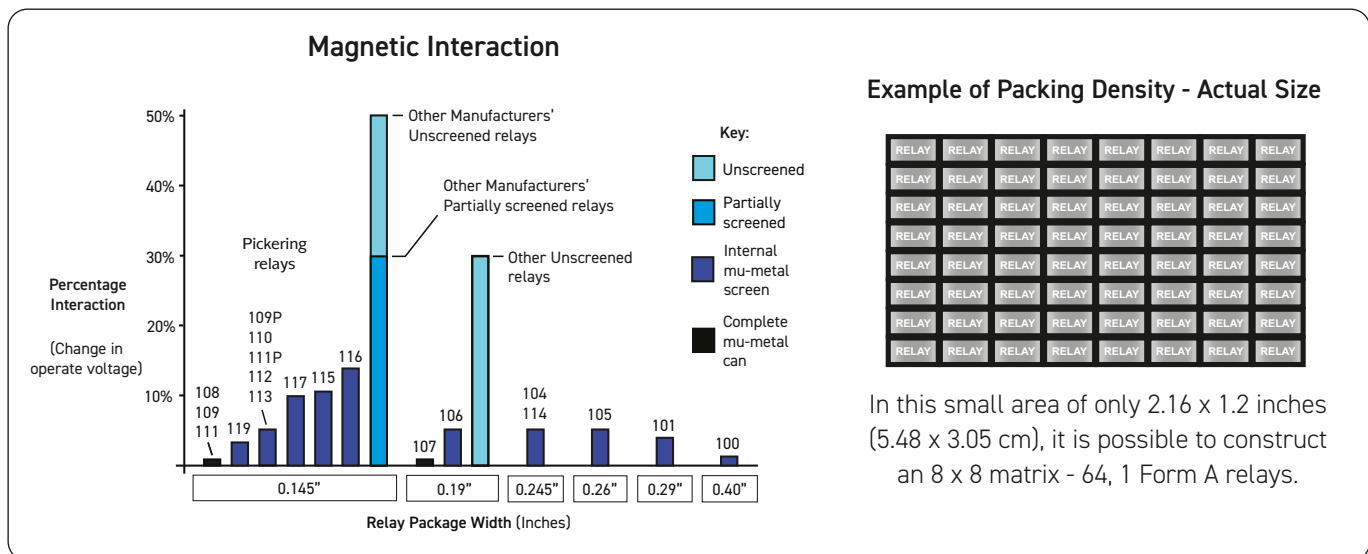 Magnetic Interaction
50%
40%
30%
20%
10%
Percentage
Interaction
(Change in
operate voltage)
Pickering
relays
Other Manufacturers'
Unscreened relays
Other Manufacturers'
Partially screened relays
Other Unscreened
relays
108
109
111
119
109P
110
111P
112
113
117
115
116
107
106
104
114
105
101
100
0.145"
0.19"
0.245"
0.26"
0.29"
0.40"
Relay Package Width (Inches)
Key:
Unscreened
Partially
screened
Internal
mu-metal
screen
Complete
mu-metal
can
Example of Packing Density - Actual Size
RELAY RELAY RELAY RELAY RELAY RELAY RELAY RELAY
RELAY RELAY RELAY RELAY RELAY RELAY RELAY RELAY
RELAY RELAY RELAY RELAY RELAY RELAY RELAY RELAY
RELAY RELAY RELAY RELAY RELAY RELAY RELAY RELAY
RELAY RELAY RELAY RELAY RELAY RELAY RELAY RELAY
RELAY RELAY RELAY RELAY RELAY RELAY RELAY RELAY
RELAY RELAY RELAY RELAY RELAY RELAY RELAY RELAY
RELAY RELAY RELAY RELAY RELAY RELAY RELAY RELAY
In this small area of only 2.16 x 1.2 inches
(5.48 x 3.05 cm), it is possible to construct
an 8 x 8 matrix - 64, 1 Form A relays.